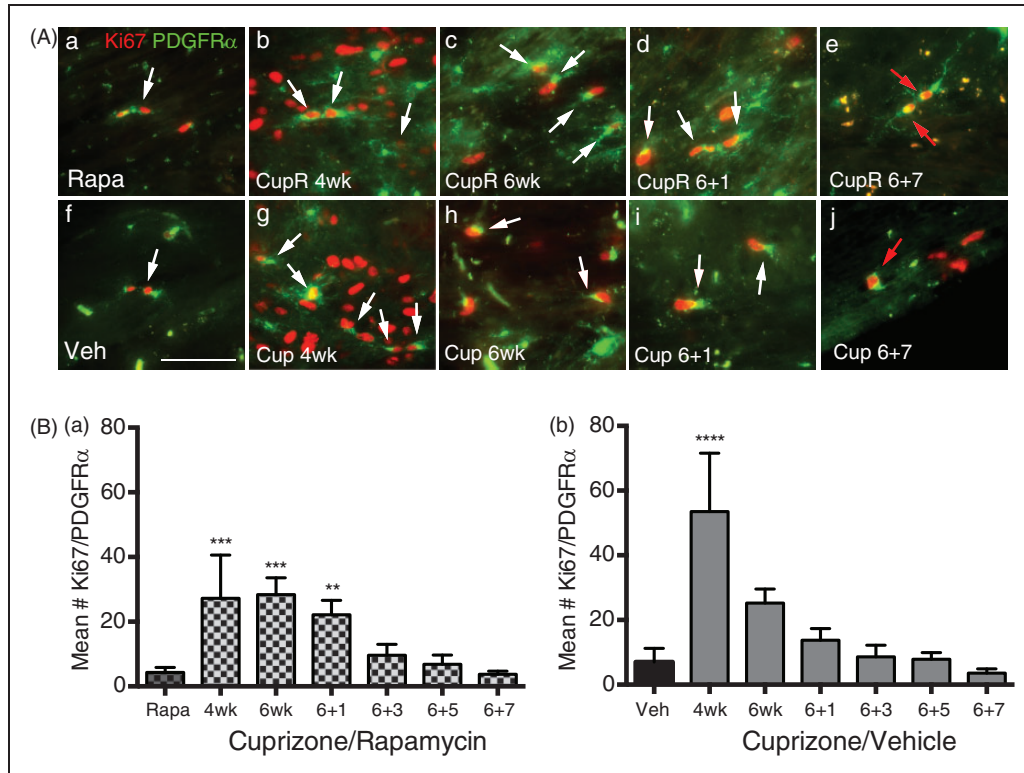 (A)
a Ki67 PDGFRα b c d e
Rapa CupR 4wk CupR 6wk CupR 6+1 CupR 6+7
f g h i j
Veh Cup 4wk Cup 6wk Cup 6+1 Cup 6+7
(B) (a)
Mean # Ki67/PDGFRα
80
60
40
20
0
*** *** **
Rapa 4wk 6wk 6+1 6+3 6+5 6+7
Cuprizone/Rapamycin
(b)
Mean # Ki67/PDGFRα
80
60
40
20
0
****
Veh 4wk 6wk 6+1 6+3 6+5 6+7
Cuprizone/Vehicle